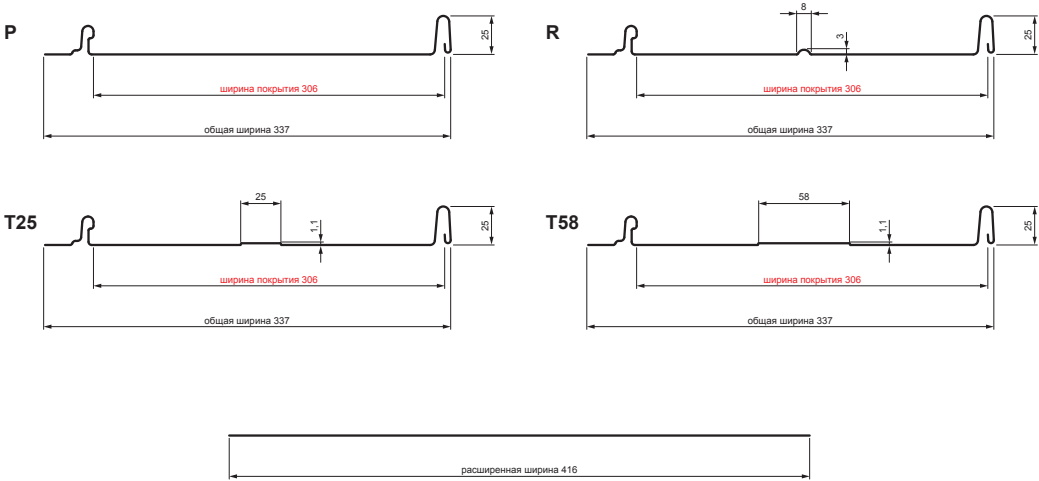 P
25
ширина покрытия 306
общая ширина 337
R
8
3
25
ширина покрытия 306
общая ширина 337
T25
25
1,1
25
ширина покрытия 306
общая ширина 337
T58
58
1,1
25
ширина покрытия 306
общая ширина 337
расширенная ширина 416